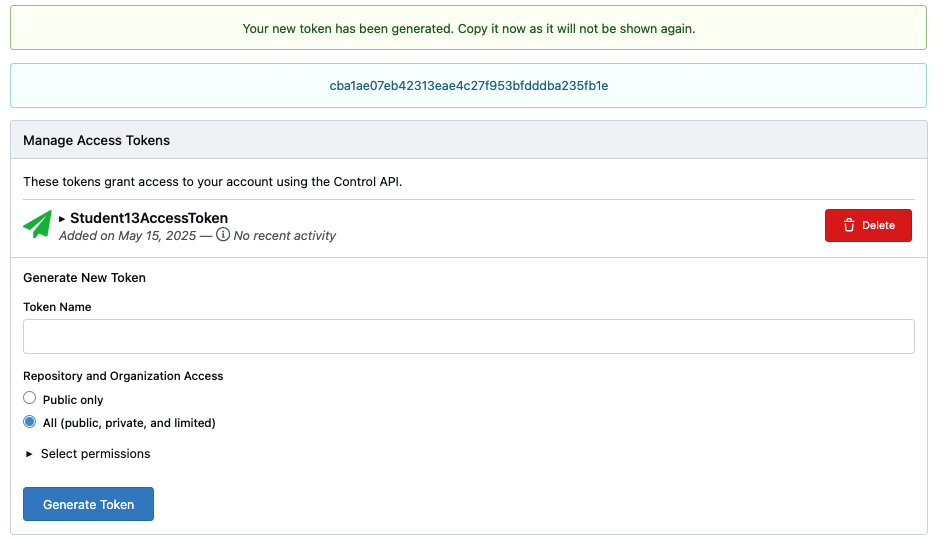 Your new token has been generated. Copy it now as it will not be shown again.
cba1ae07eb42313eae4c27f953bfdddba235fb1e
Manage Access Tokens
These tokens grant access to your account using the Control API.
Student13AccessToken
Added on May 15, 2025 — No recent activity
Delete
Generate New Token
Token Name
Repository and Organization Access
Public only
All (public, private, and limited)
Select permissions
Generate Token